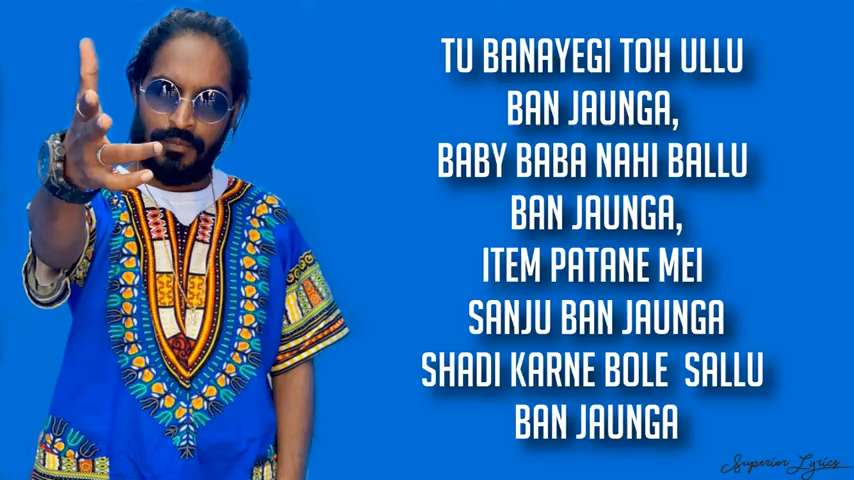 TU BANAYEGI TOH ULLU
BAN JAUNGA,
BABY BABA NAHI BALLU
BAN JAUNGA,
ITEM PATANE MEI
SANJU BAN JAUNGA
SHADI KARNE BOLE SALLU
BAN JAUNGA
Superior Lyrics